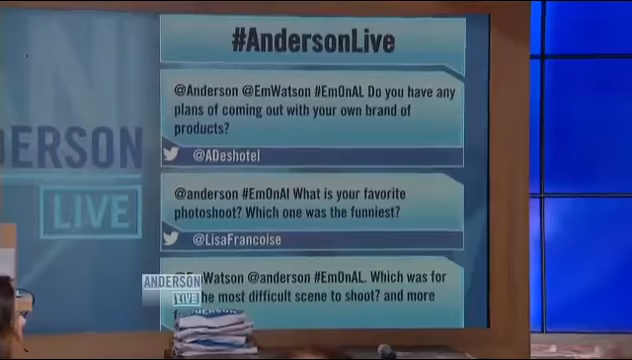 #AndersonLive
@Anderson @EmWatson #EmOnAL Do you have any
plans of coming out with your own brand of
products?
@ADeshotel
@anderson #EmOnAl What is your favorite
photoshoot? Which one was the funniest?
@LisaFrancoise
@anderson #EmOnAL. Which was for
most difficult scene to shoot? and more
ERSON
LIVE
ANDERSON
LIVE